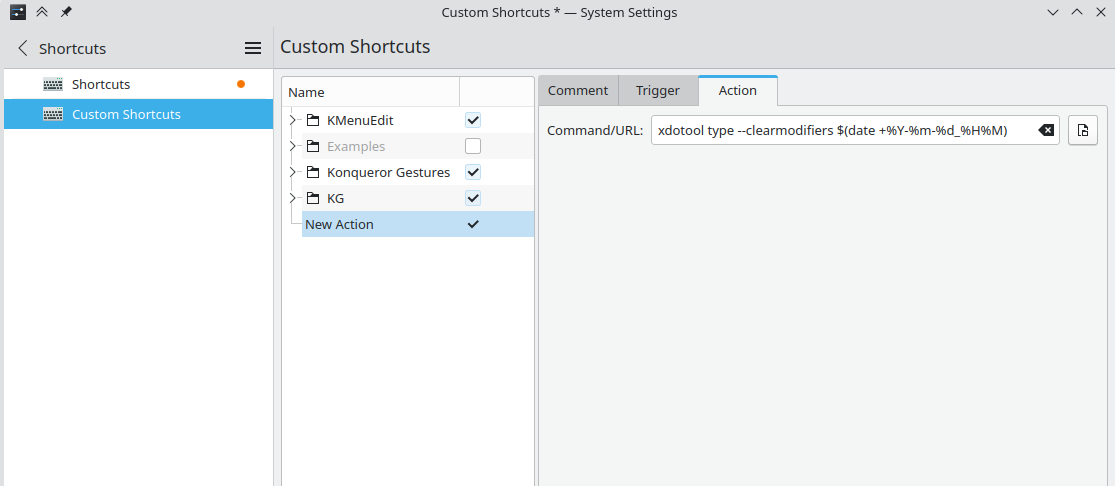 Custom Shortcuts * — System Settings
Shortcuts
Custom Shortcuts
Shortcuts
Custom Shortcuts
Name
KMenuEdit
Examples
Konqueror Gestures
KG
New Action
Comment
Trigger
Action
Command/URL:
xdotool type --clearmodifiers $(date +%Y-%m-%d_%H%M)